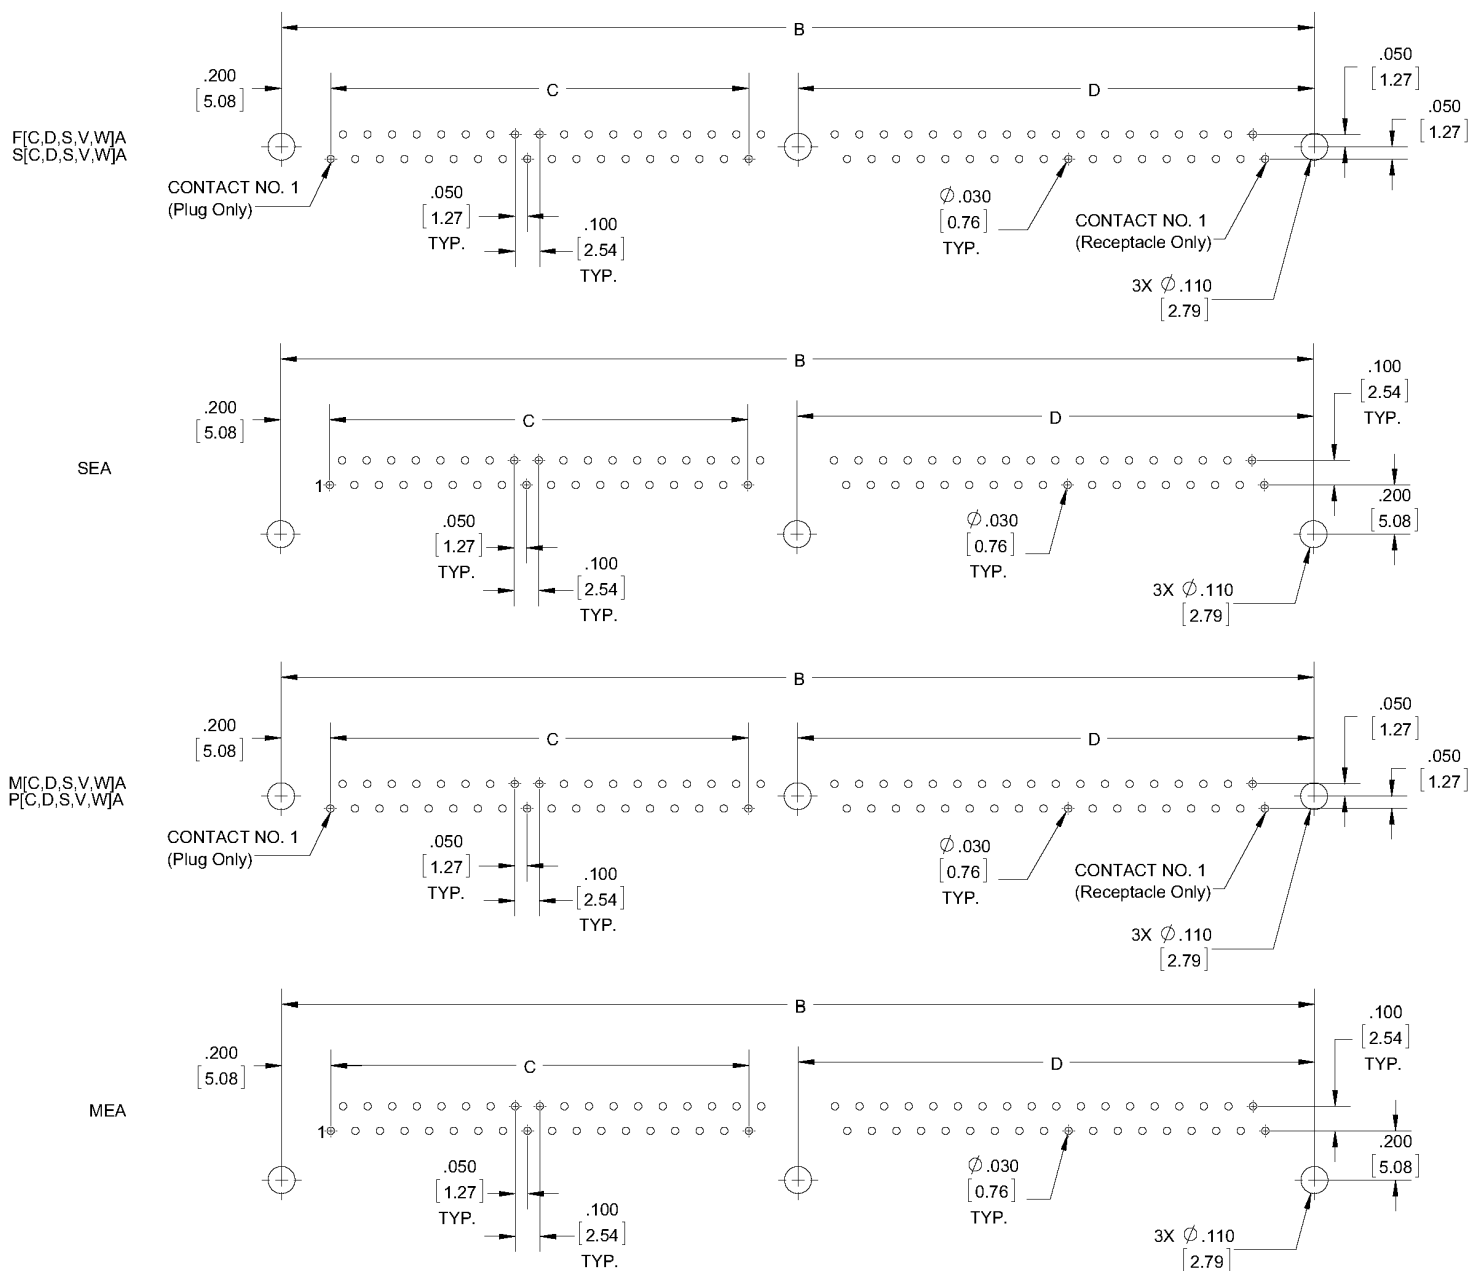 B
.200
[5.08]
C
D
.050
[1.27]
.050
[1.27]
F[C,D,S,V,W]A
S[C,D,S,V,W]A
CONTACT NO. 1
(Plug Only)
.050
[1.27]
TYP.
.100
[2.54]
TYP.
Ø.030
[0.76]
TYP.
CONTACT NO. 1
(Receptacle Only)
3X Ø.110
[2.79]
B
.200
[5.08]
C
D
.100
[2.54]
TYP.
SEA
1
.050
[1.27]
TYP.
.100
[2.54]
TYP.
Ø.030
[0.76]
TYP.
.200
[5.08]
3X Ø.110
[2.79]
B
.200
[5.08]
C
D
.050
[1.27]
.050
[1.27]
M[C,D,S,V,W]A
P[C,D,S,V,W]A
CONTACT NO. 1
(Plug Only)
.050
[1.27]
TYP.
.100
[2.54]
TYP.
Ø.030
[0.76]
TYP.
CONTACT NO. 1
(Receptacle Only)
3X Ø.110
[2.79]
B
.200
[5.08]
C
D
.100
[2.54]
TYP.
MEA
1
.050
[1.27]
TYP.
.100
[2.54]
TYP.
Ø.030
[0.76]
TYP.
.200
[5.08]
3X Ø.110
[2.79]